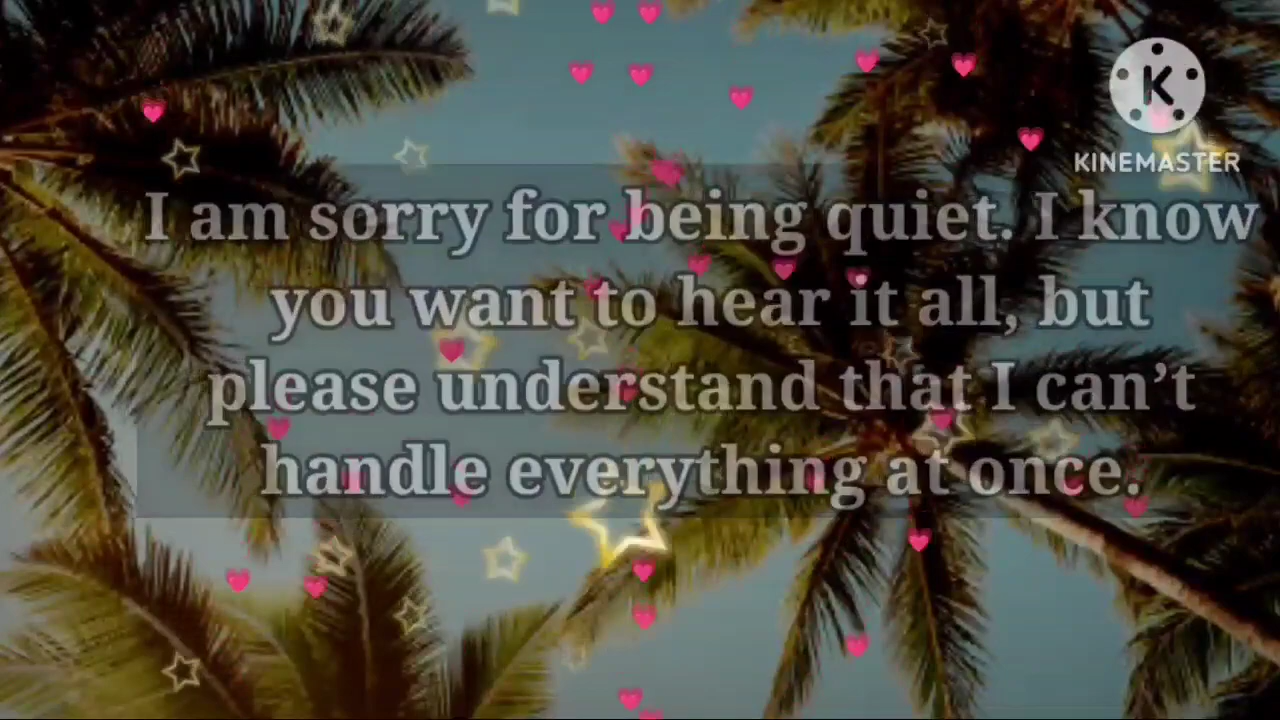 K
KINEMASTER
I am sorry for being quiet. I know
you want to hear it all, but
please understand that I can’t
handle everything at once.